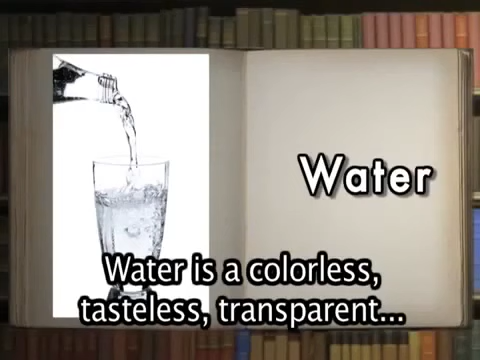 Water
Water is a colorless,
tasteless, transparent...